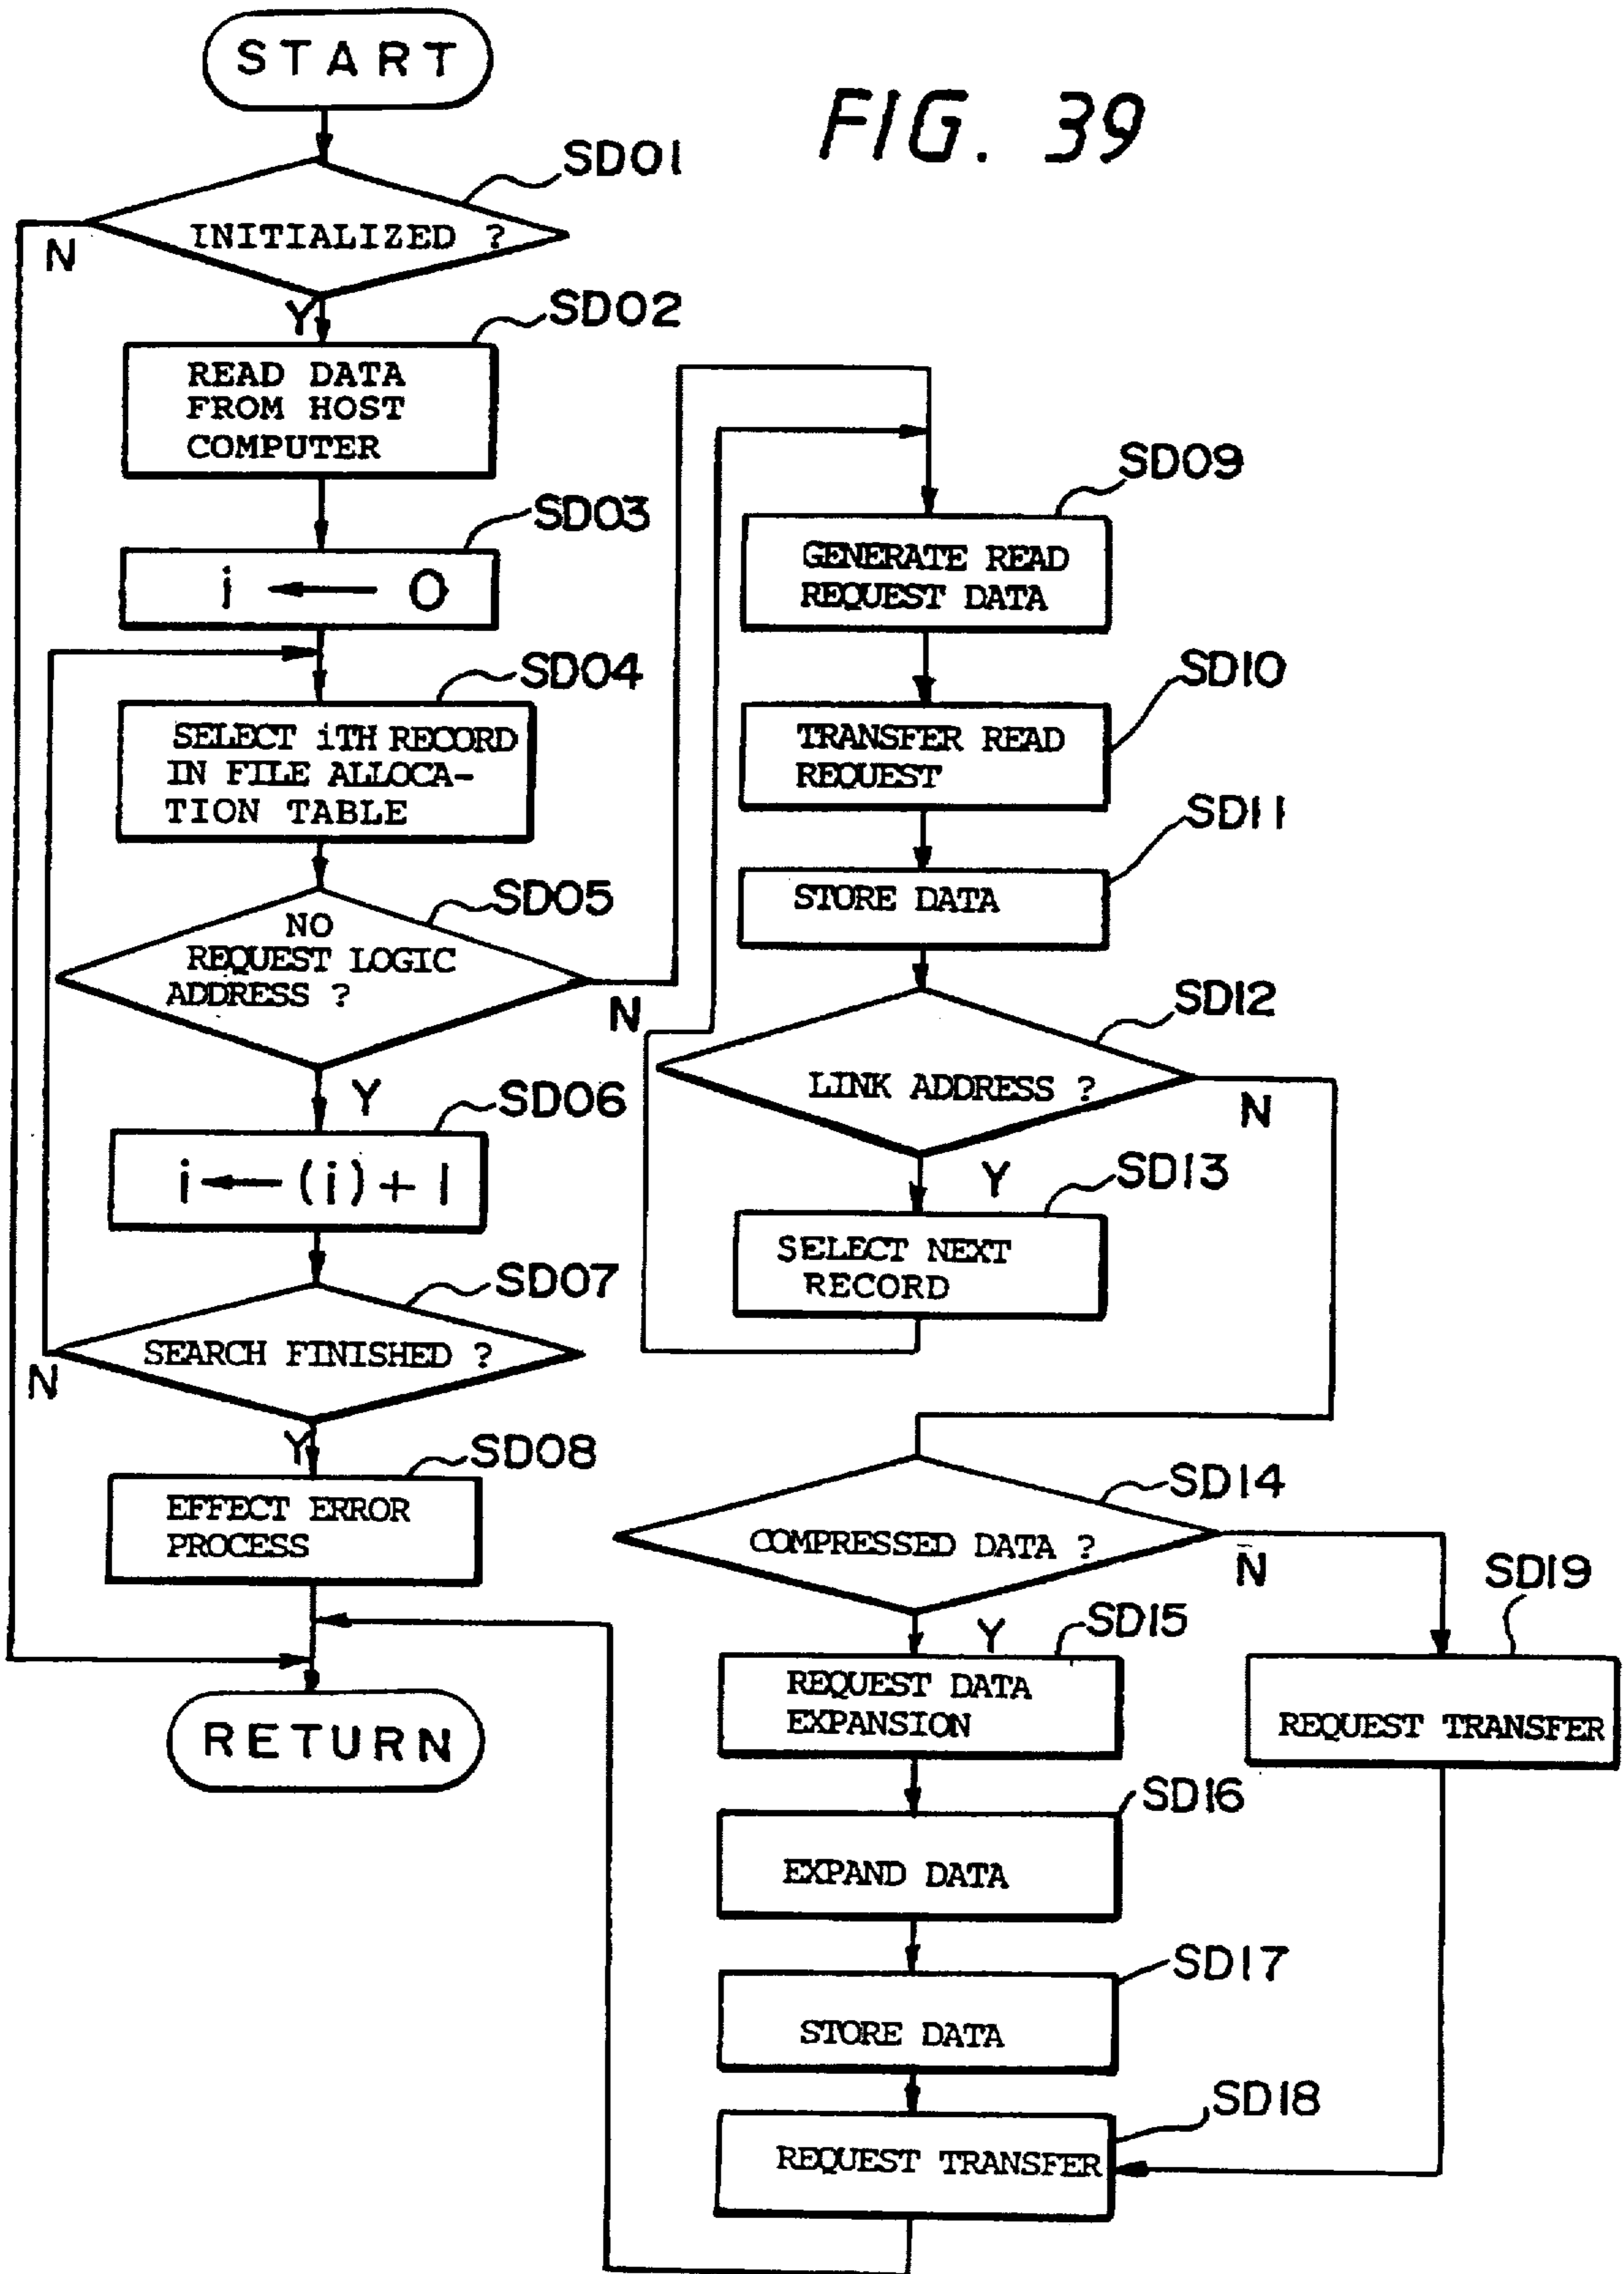 START
FIG. 39
SD01
INITIALIZED ?
N
Y
SD02
READ DATA
FROM HOST
COMPUTER
SD03
i ← 0
SD04
SELECT iTH RECORD
IN FILE ALLOCA-
TION TABLE
SD05
NO
REQUEST LOGIC
ADDRESS ?
N
Y
SD06
i ← (i) + 1
SD07
SEARCH FINISHED ?
N
Y
SD08
EFFECT ERROR
PROCESS
RETURN
SD09
GENERATE READ
REQUEST DATA
SD10
TRANSFER READ
REQUEST
SD11
STORE DATA
SD12
LINK ADDRESS ?
N
Y
SD13
SELECT NEXT
RECORD
SD14
COMPRESSED DATA ?
N
Y
SD15
REQUEST DATA
EXPANSION
SD16
EXPAND DATA
SD17
STORE DATA
SD18
REQUEST TRANSFER
SD19
REQUEST TRANSFER